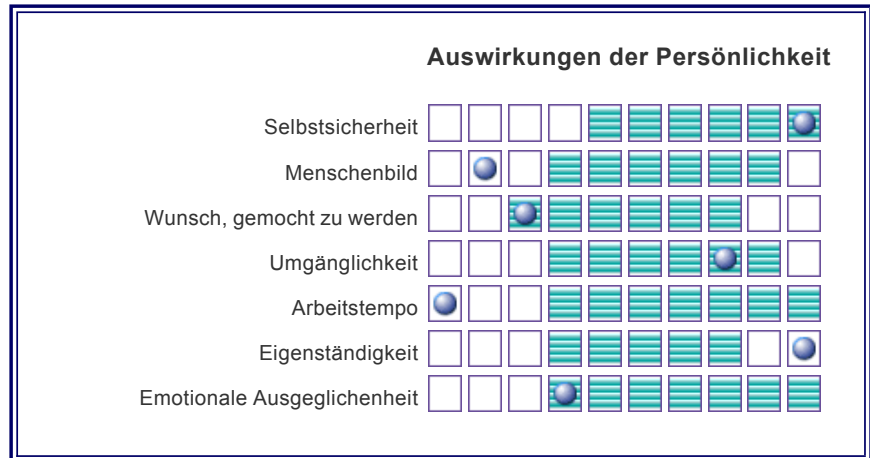 Auswirkungen der Persönlichkeit
Selbstsicherheit
Menschenbild
Wunsch, gemocht zu werden
Umgänglichkeit
Arbeitstempo
Eigenständigkeit
Emotionale Ausgeglichenheit